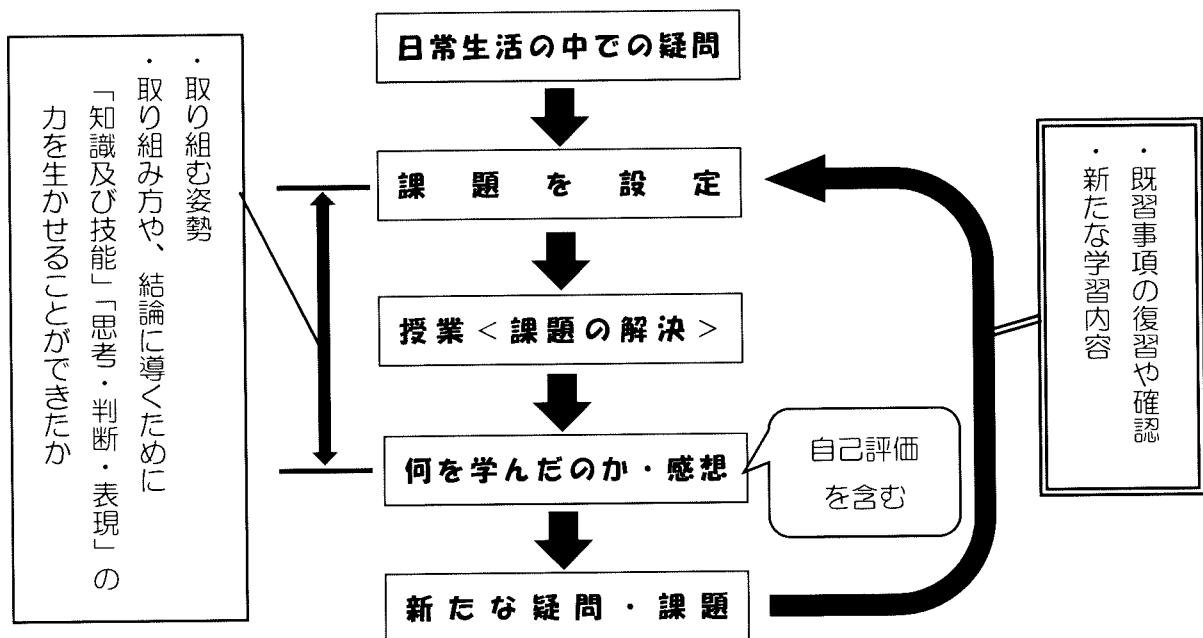 日常生活の中での疑問
課題を設定
授業<課題の解決>
何を学んだのか・感想
自己評価
を含む
新たな疑問・課題
・取り組む姿勢
・取り組み方や、結論に導くために
「知識及び技能」「思考・判断・表現」の
力を生かせることができたか
・既習事項の復習や確認
・新たな学習内容